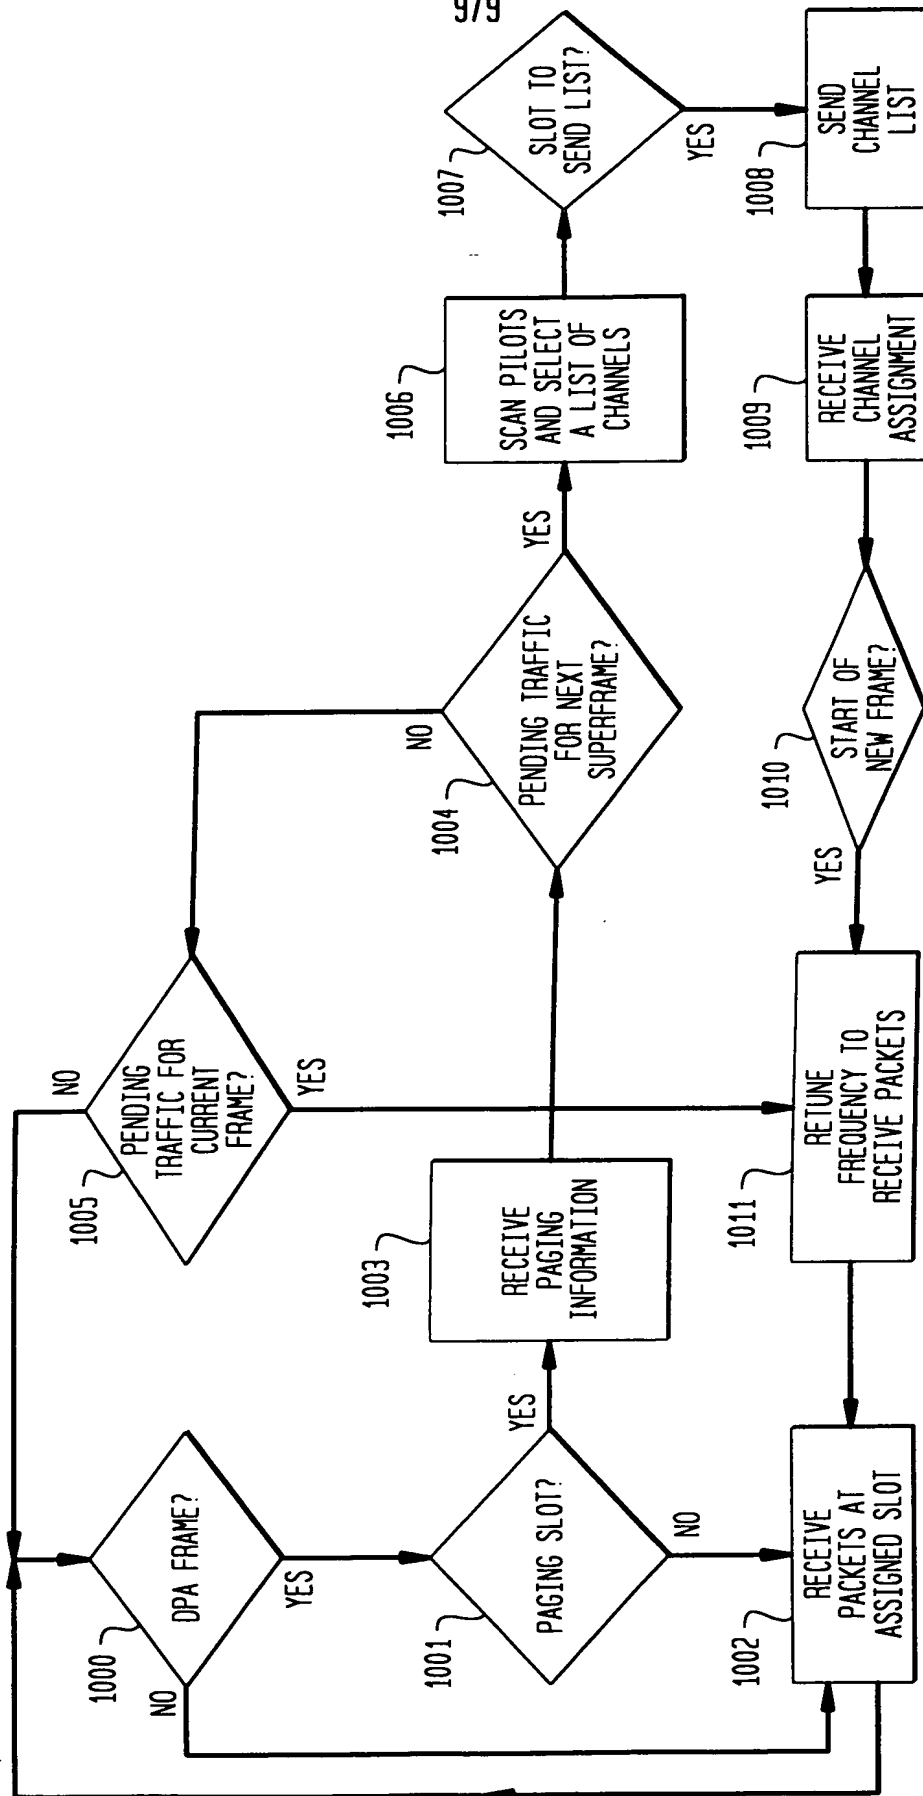 9/9
1000
DPA FRAME?
NO
YES
1001
PAGING SLOT?
YES
NO
1002
RECEIVE
PACKETS AT
ASSIGNED SLOT
1003
RECEIVE
PAGING
INFORMATION
1004
PENDING TRAFFIC
FOR NEXT
SUPERFRAME?
NO
YES
1005
PENDING
TRAFFIC FOR
CURRENT
FRAME?
NO
YES
1006
SCAN PILOTS
AND SELECT
A LIST OF
CHANNELS
1007
SLOT TO
SEND LIST?
YES
1008
SEND
CHANNEL
LIST
1009
RECEIVE
CHANNEL
ASSIGNMENT
1010
START OF
NEW FRAME?
YES
1011
RETUNE
FREQUENCY TO
RECEIVE PACKETS